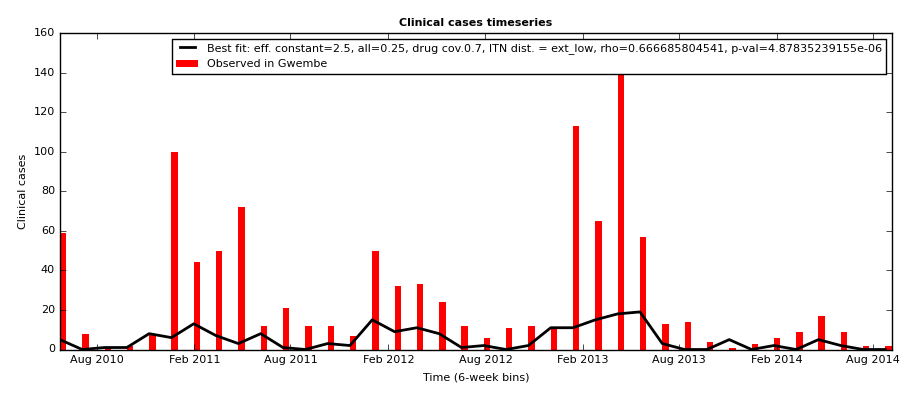 Clinical cases timeseries
Best fit: eff. constant=2.5, all=0.25, drug cov.0.7, ITN dist. = ext_low, rho=0.666685804541, p-val=4.87835239155e-06
Observed in Gwembe
Clinical cases
160
140
120
100
80
60
40
20
0
Aug 2010 Feb 2011 Aug 2011 Feb 2012 Aug 2012 Feb 2013 Aug 2013 Feb 2014 Aug 2014
Time (6-week bins)